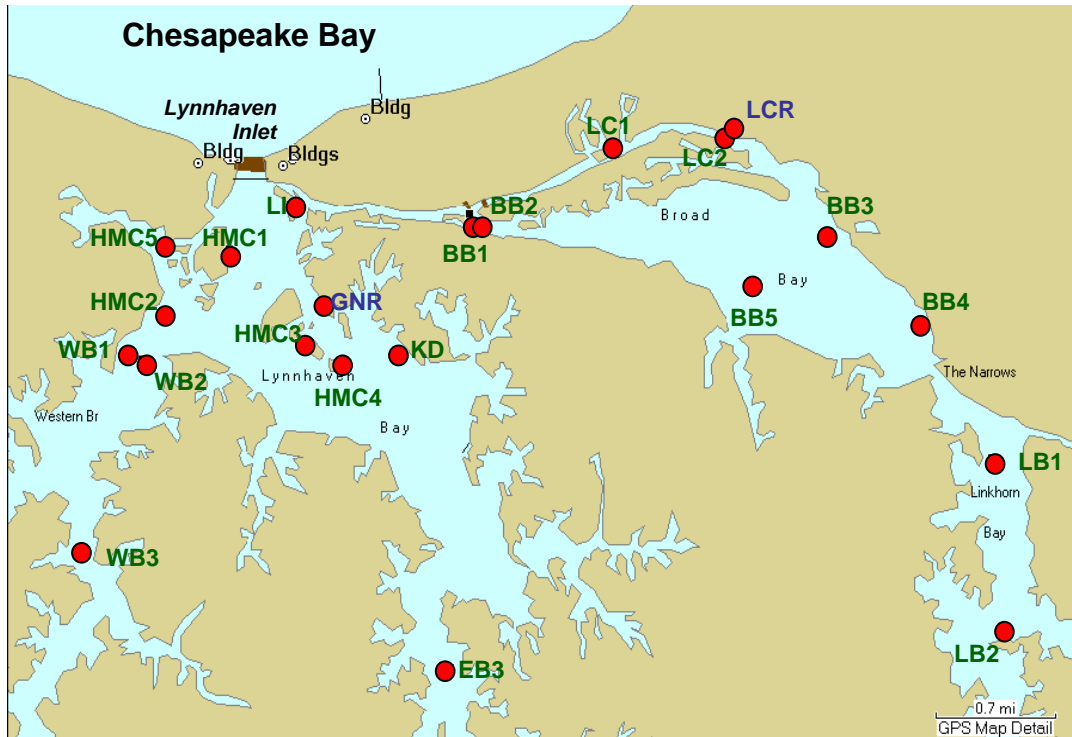 Chesapeake Bay
Lynnhaven
Inlet
Bldg
Bldg
Bldgs
LCR
LC1
LC2
LI
BB2
Broad
BB3
HMC5
HMC1
BB1
Bay
BB5
GNR
HMC2
BB4
HMC3
WB1
KD
WB2
Lynnhaven
The Narrows
HMC4
Western Br
Bay
LB1
Linkhorn
Bay
WB3
LB2
EB3
0.7 mi
GPS Map Detail